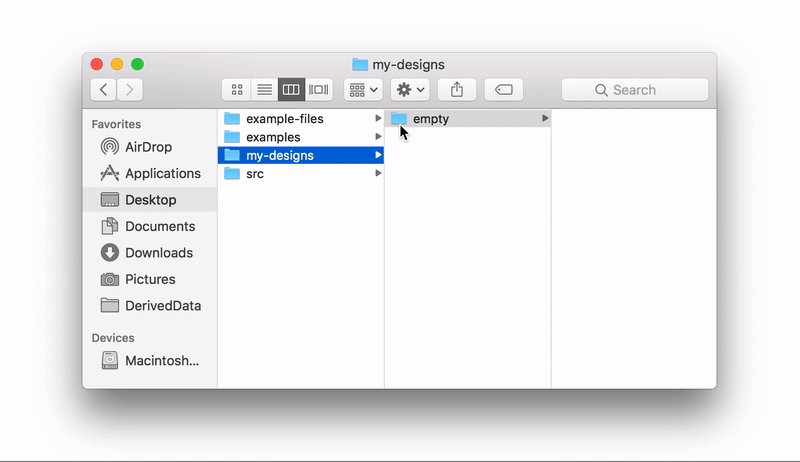 my-designs
Search
Favorites
AirDrop
Applications
Desktop
Documents
Downloads
Pictures
DerivedData
Devices
Macintosh...
example-files
examples
my-designs
src
empty